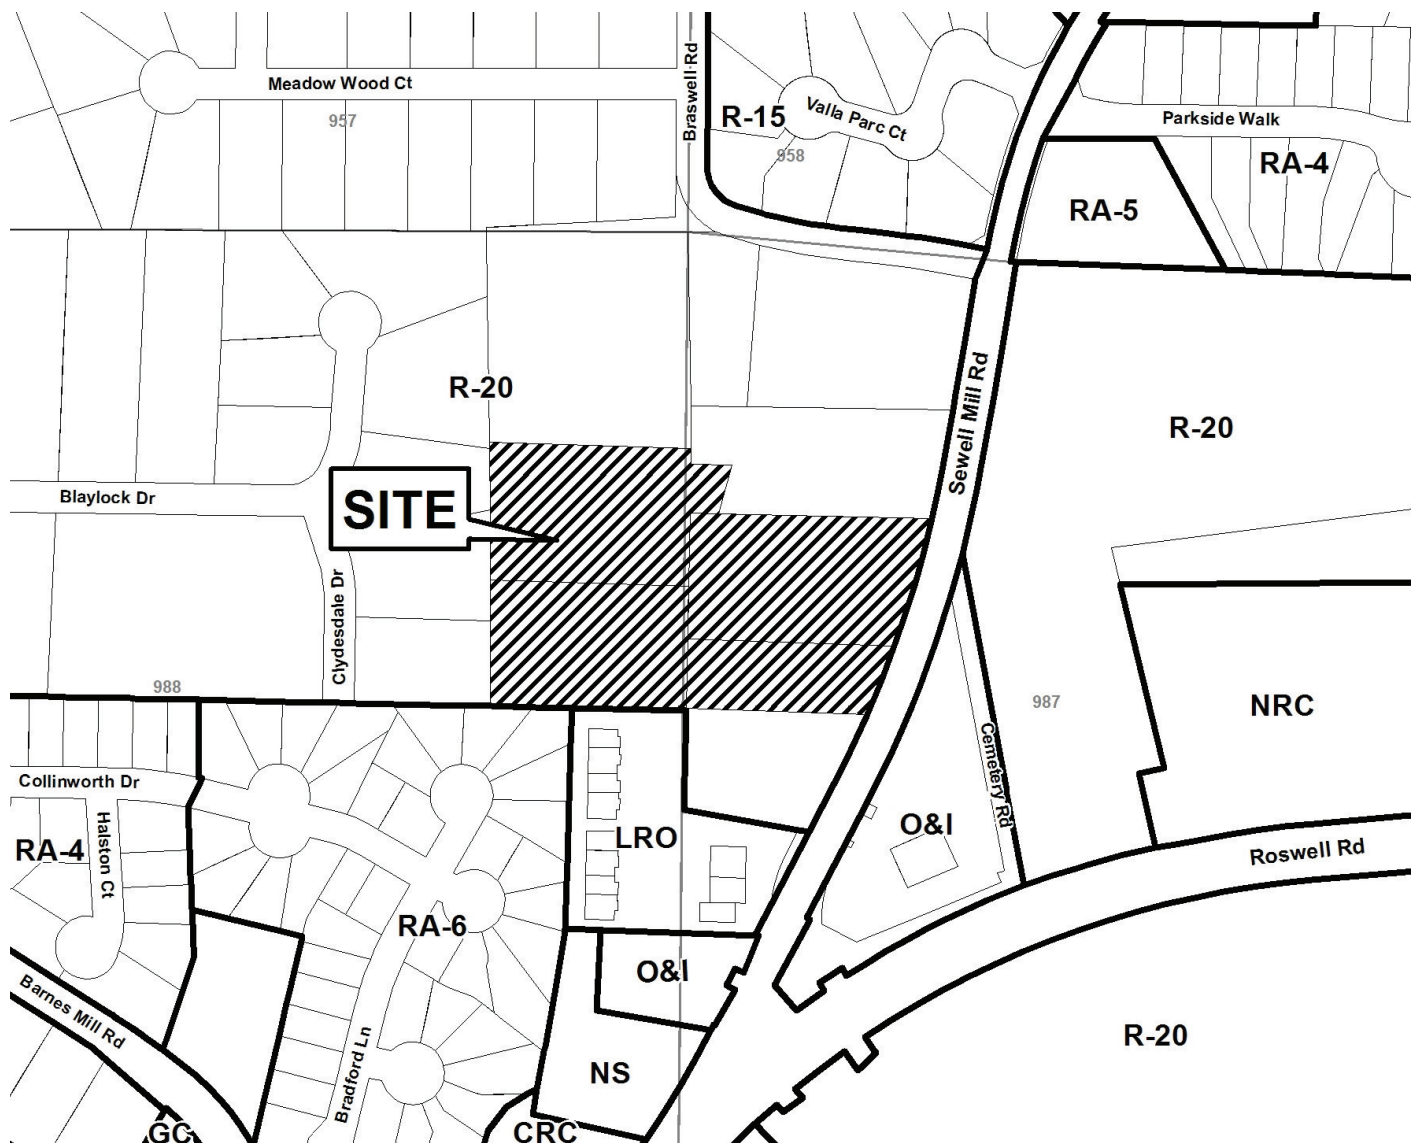 Meadow Wood Ct
957
Braswell Rd
R-15
Valla Parc Ct
958
Parkside Walk
RA-4
RA-5
R-20
Sewell Mill Rd
R-20
Blaylock Dr
SITE
Clydesdale Dr
988
987
NRC
Collinworth Dr
Cemetery Rd
Halston Ct
RA-4
LRO
O&I
Roswell Rd
RA-6
O&I
Barnes Mill Rd
Bradford Ln
NS
R-20
GC
CRC